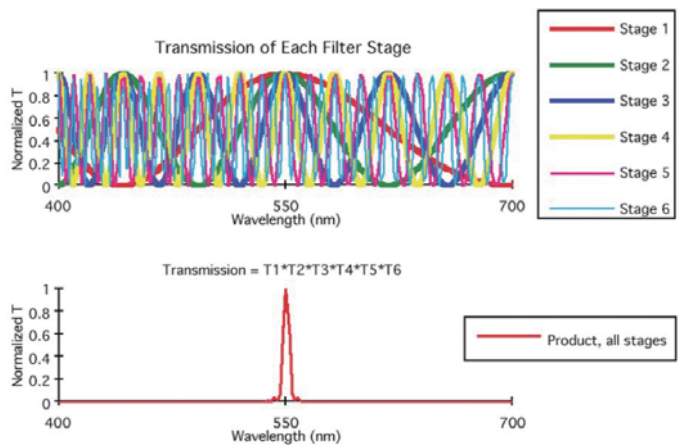 Transmission of Each Filter Stage
Normalized T
1
0.8
0.6
0.4
0.2
0
400
550
700
Wavelength (nm)
Stage 1
Stage 2
Stage 3
Stage 4
Stage 5
Stage 6
Transmission = T1*T2*T3*T4*T5*T6
Normalized T
1
0.8
0.6
0.4
0.2
0
400
550
700
Wavelength (nm)
Product, all stages